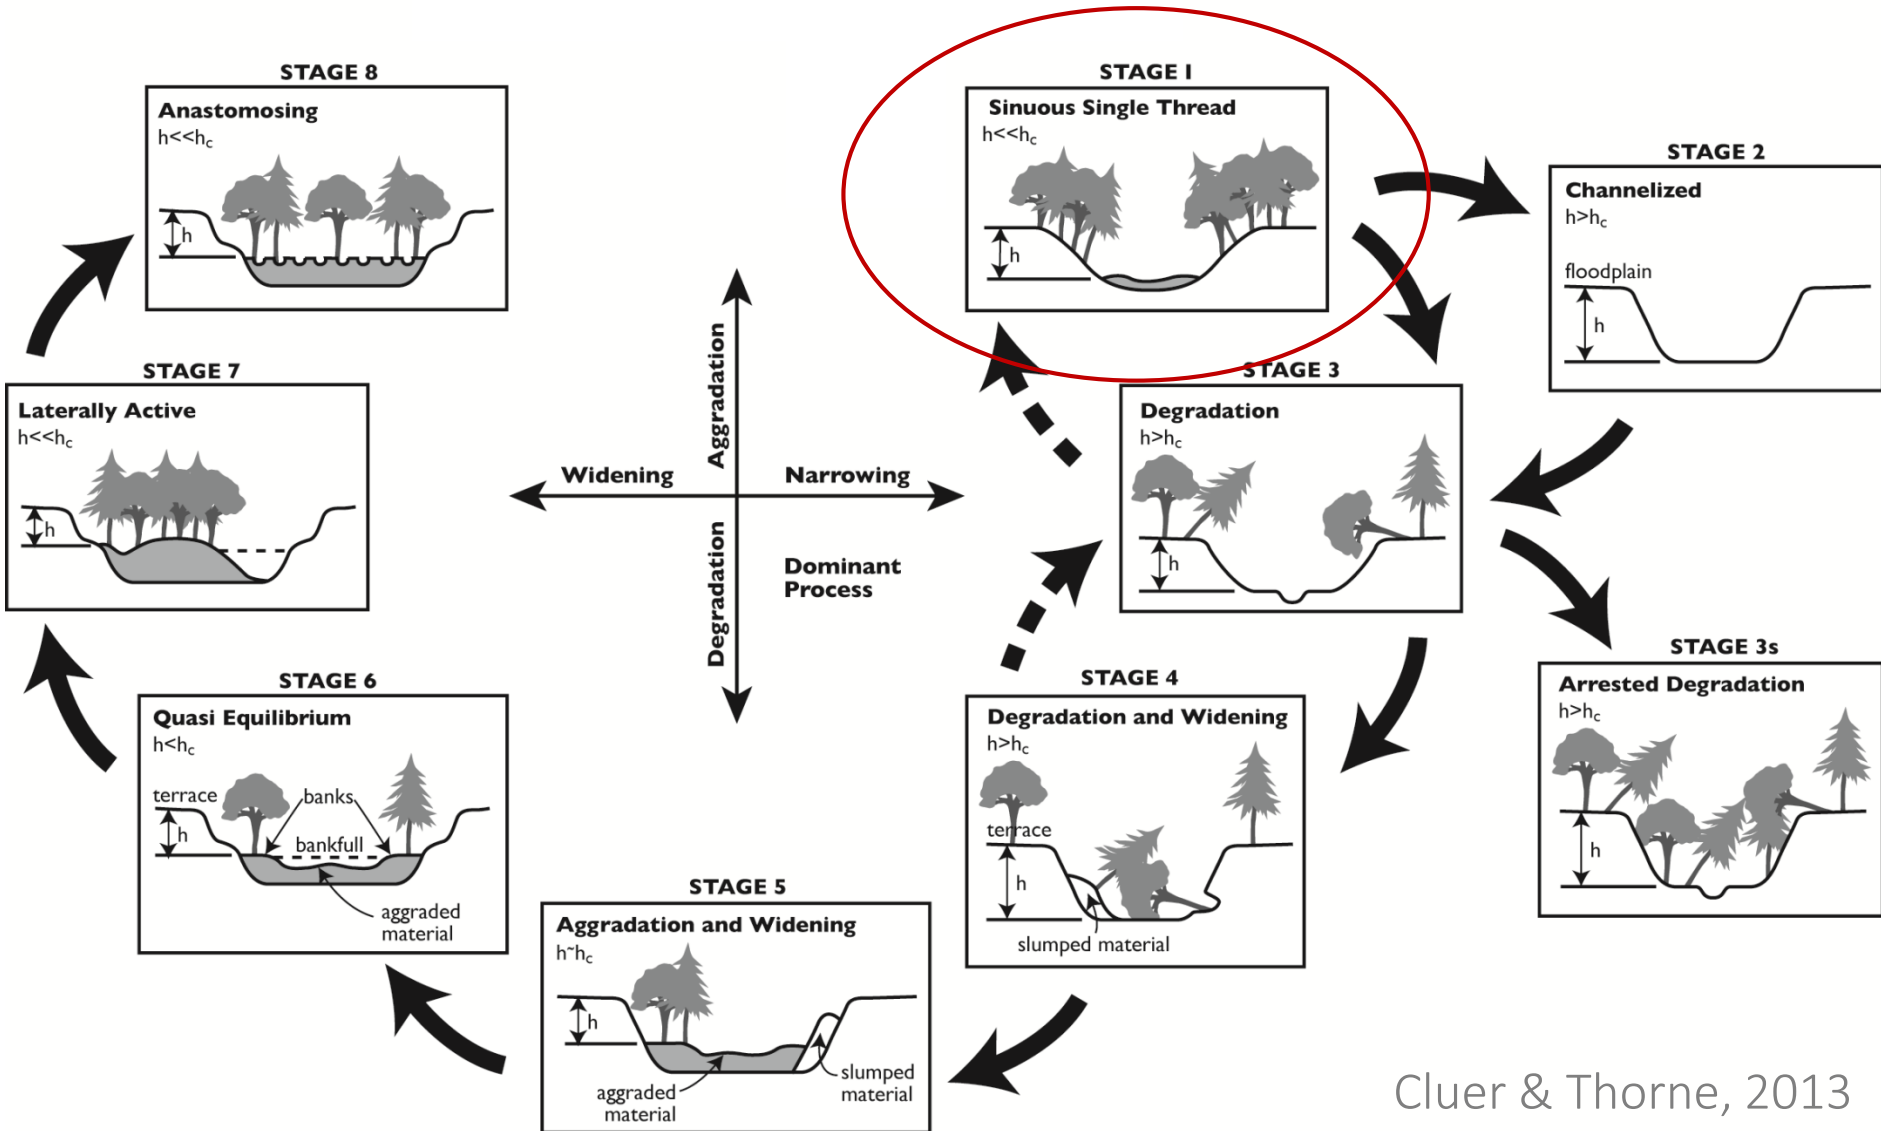 STAGE 8
Anastomosing
h<<hc
h
STAGE 1
Sinuous Single Thread
h<<hc
h
STAGE 2
Channelized
h>hc
floodplain
h
STAGE 7
Laterally Active
h<<hc
h
Aggradation
Widening
Narrowing
Degradation
Dominant
Process
STAGE 3
Degradation
h>hc
h
STAGE 3s
Arrested Degradation
h>hc
h
STAGE 6
Quasi Equilibrium
h<hc
terrace
h
banks
bankfull
aggraded
material
STAGE 4
Degradation and Widening
h>hc
terrace
h
slumped material
STAGE 5
Aggradation and Widening
h~hc
h
aggraded
material
slumped
material
Cluer & Thorne, 2013